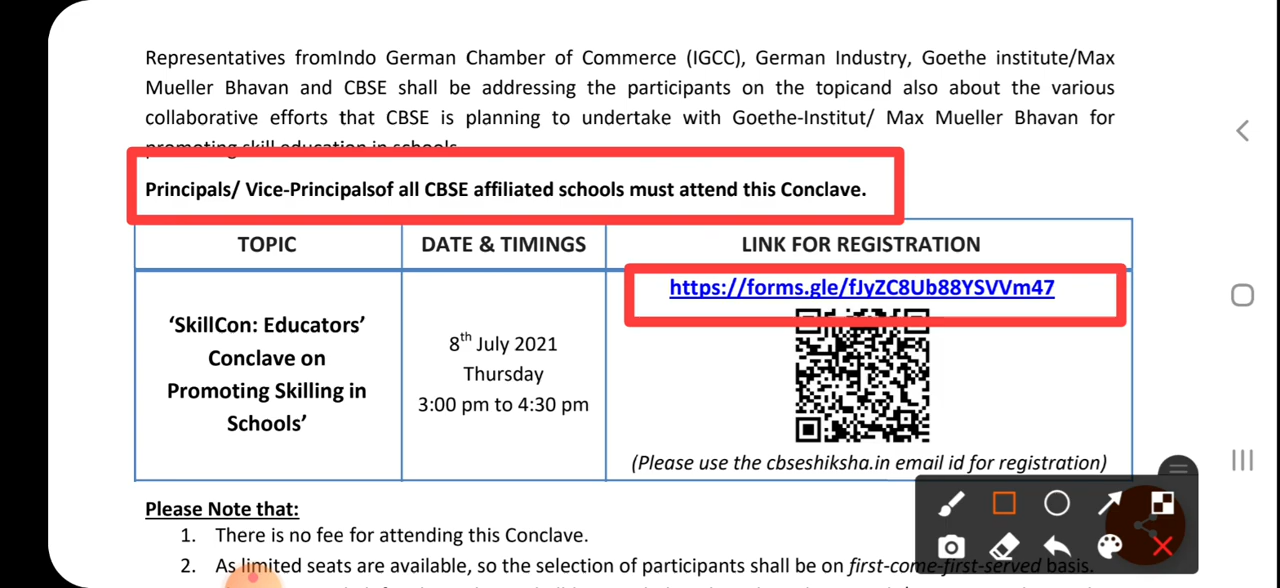 Representatives fromIndo German Chamber of Commerce (IGCC), German Industry, Goethe institute/Max
Mueller Bhavan and CBSE shall be addressing the participants on the topicand also about the various
collaborative efforts that CBSE is planning to undertake with Goethe-Institut/ Max Mueller Bhavan for
promoting skill education in schools
Principals/ Vice-Principalsof all CBSE affiliated schools must attend this Conclave.
TOPIC
DATE & TIMINGS
LINK FOR REGISTRATION
‘SkillCon: Educators’
Conclave on
Promoting Skilling in
Schools’
8th July 2021
Thursday
3:00 pm to 4:30 pm
https://forms.gle/fJyZC8Ub88YSVVm47
(Please use the cbseshiksha.in email id for registration)
Please Note that:
1. There is no fee for attending this Conclave.
2. As limited seats are available, so the selection of participants shall be on first-come-first-served basis.